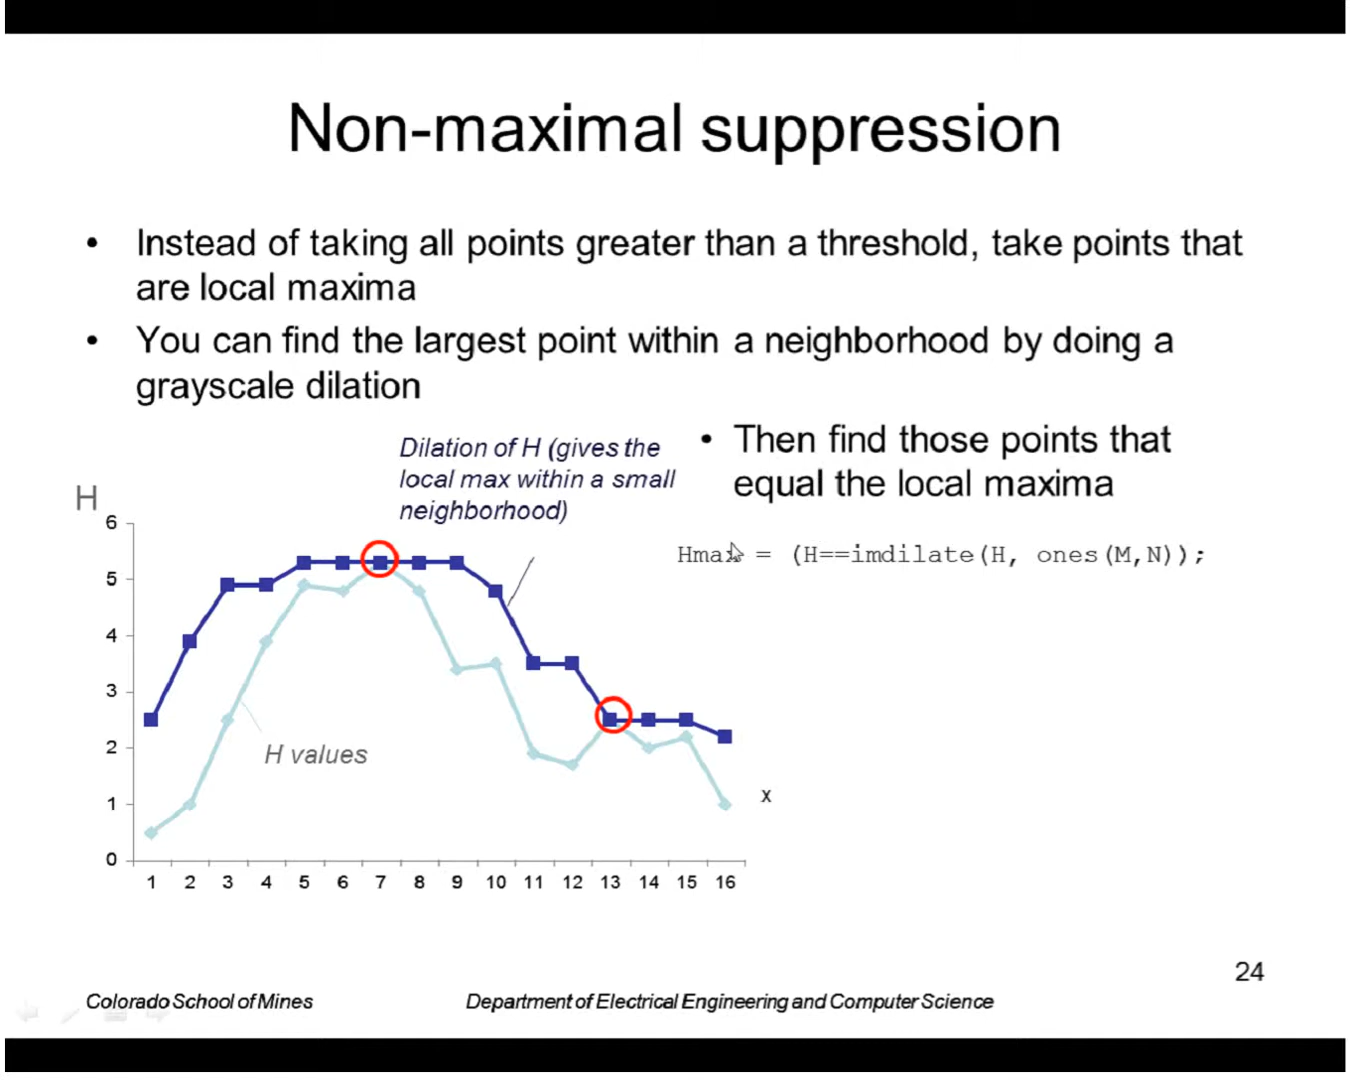 Non-maximal suppression
• Instead of taking all points greater than a threshold, take points that
are local maxima
• You can find the largest point within a neighborhood by doing a
grayscale dilation
Dilation of H (gives the
local max within a small
neighborhood)
• Then find those points that
equal the local maxima
Hmax = (H==imdilate(H, ones(M,N));
H
6
5
4
3
2
1
0
H values
x
1 2 3 4 5 6 7 8 9 10 11 12 13 14 15 16
24
Colorado School of Mines
Department of Electrical Engineering and Computer Science